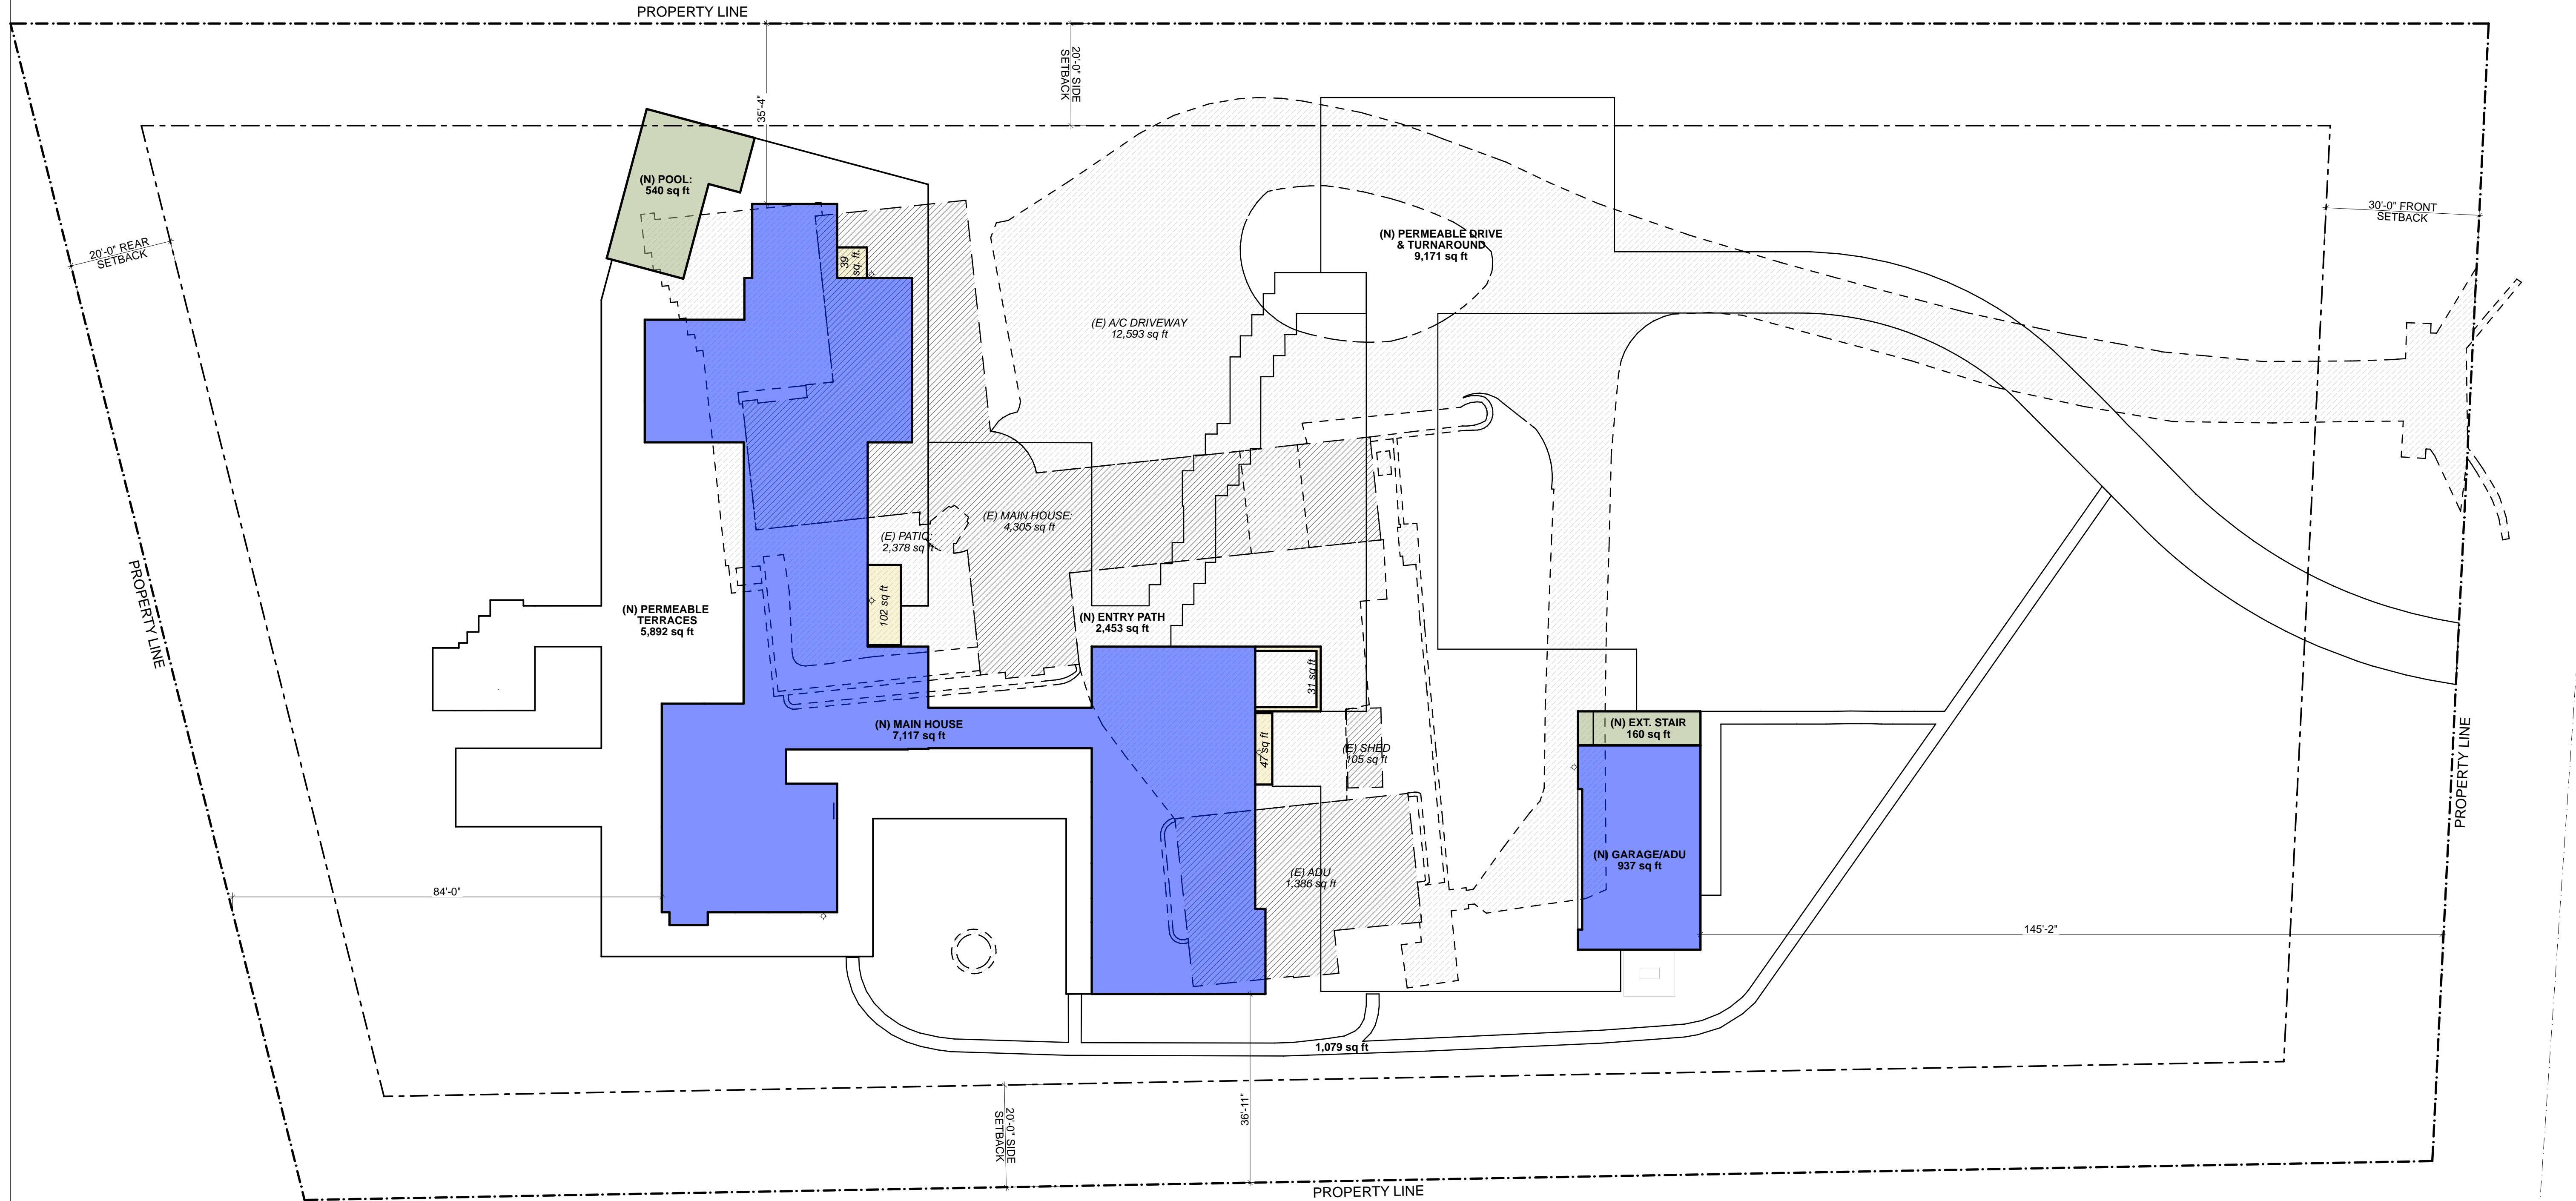 PROPERTY LINE
20'-0" SIDE
SETBACK
35'-4"
(N) POOL:
540 sq ft
20'-0" REAR
SETBACK
39
sq. ft.
(N) PERMEABLE DRIVE
& TURNAROUND
9,171 sq ft
30'-0" FRONT
SETBACK
(E) A/C DRIVEWAY
12,593 sq ft
(E) MAIN HOUSE:
4,305 sq ft
(E) PATIO:
2,378 sq ft
PROPERTY LINE
(N) PERMEABLE
TERRACES
5,892 sq ft
102 sq ft
(N) ENTRY PATH
2,453 sq ft
31 sq ft
(N) MAIN HOUSE
7,117 sq ft
47 sq ft
(E) SHED
105 sq ft
(N) EXT. STAIR
160 sq ft
PROPERTY LINE
(N) GARAGE/ADU
937 sq ft
(E) ADU
1,386 sq ft
84'-0"
145'-2"
1,079 sq ft
20'-0" SIDE
SETBACK
36'-11"
PROPERTY LINE